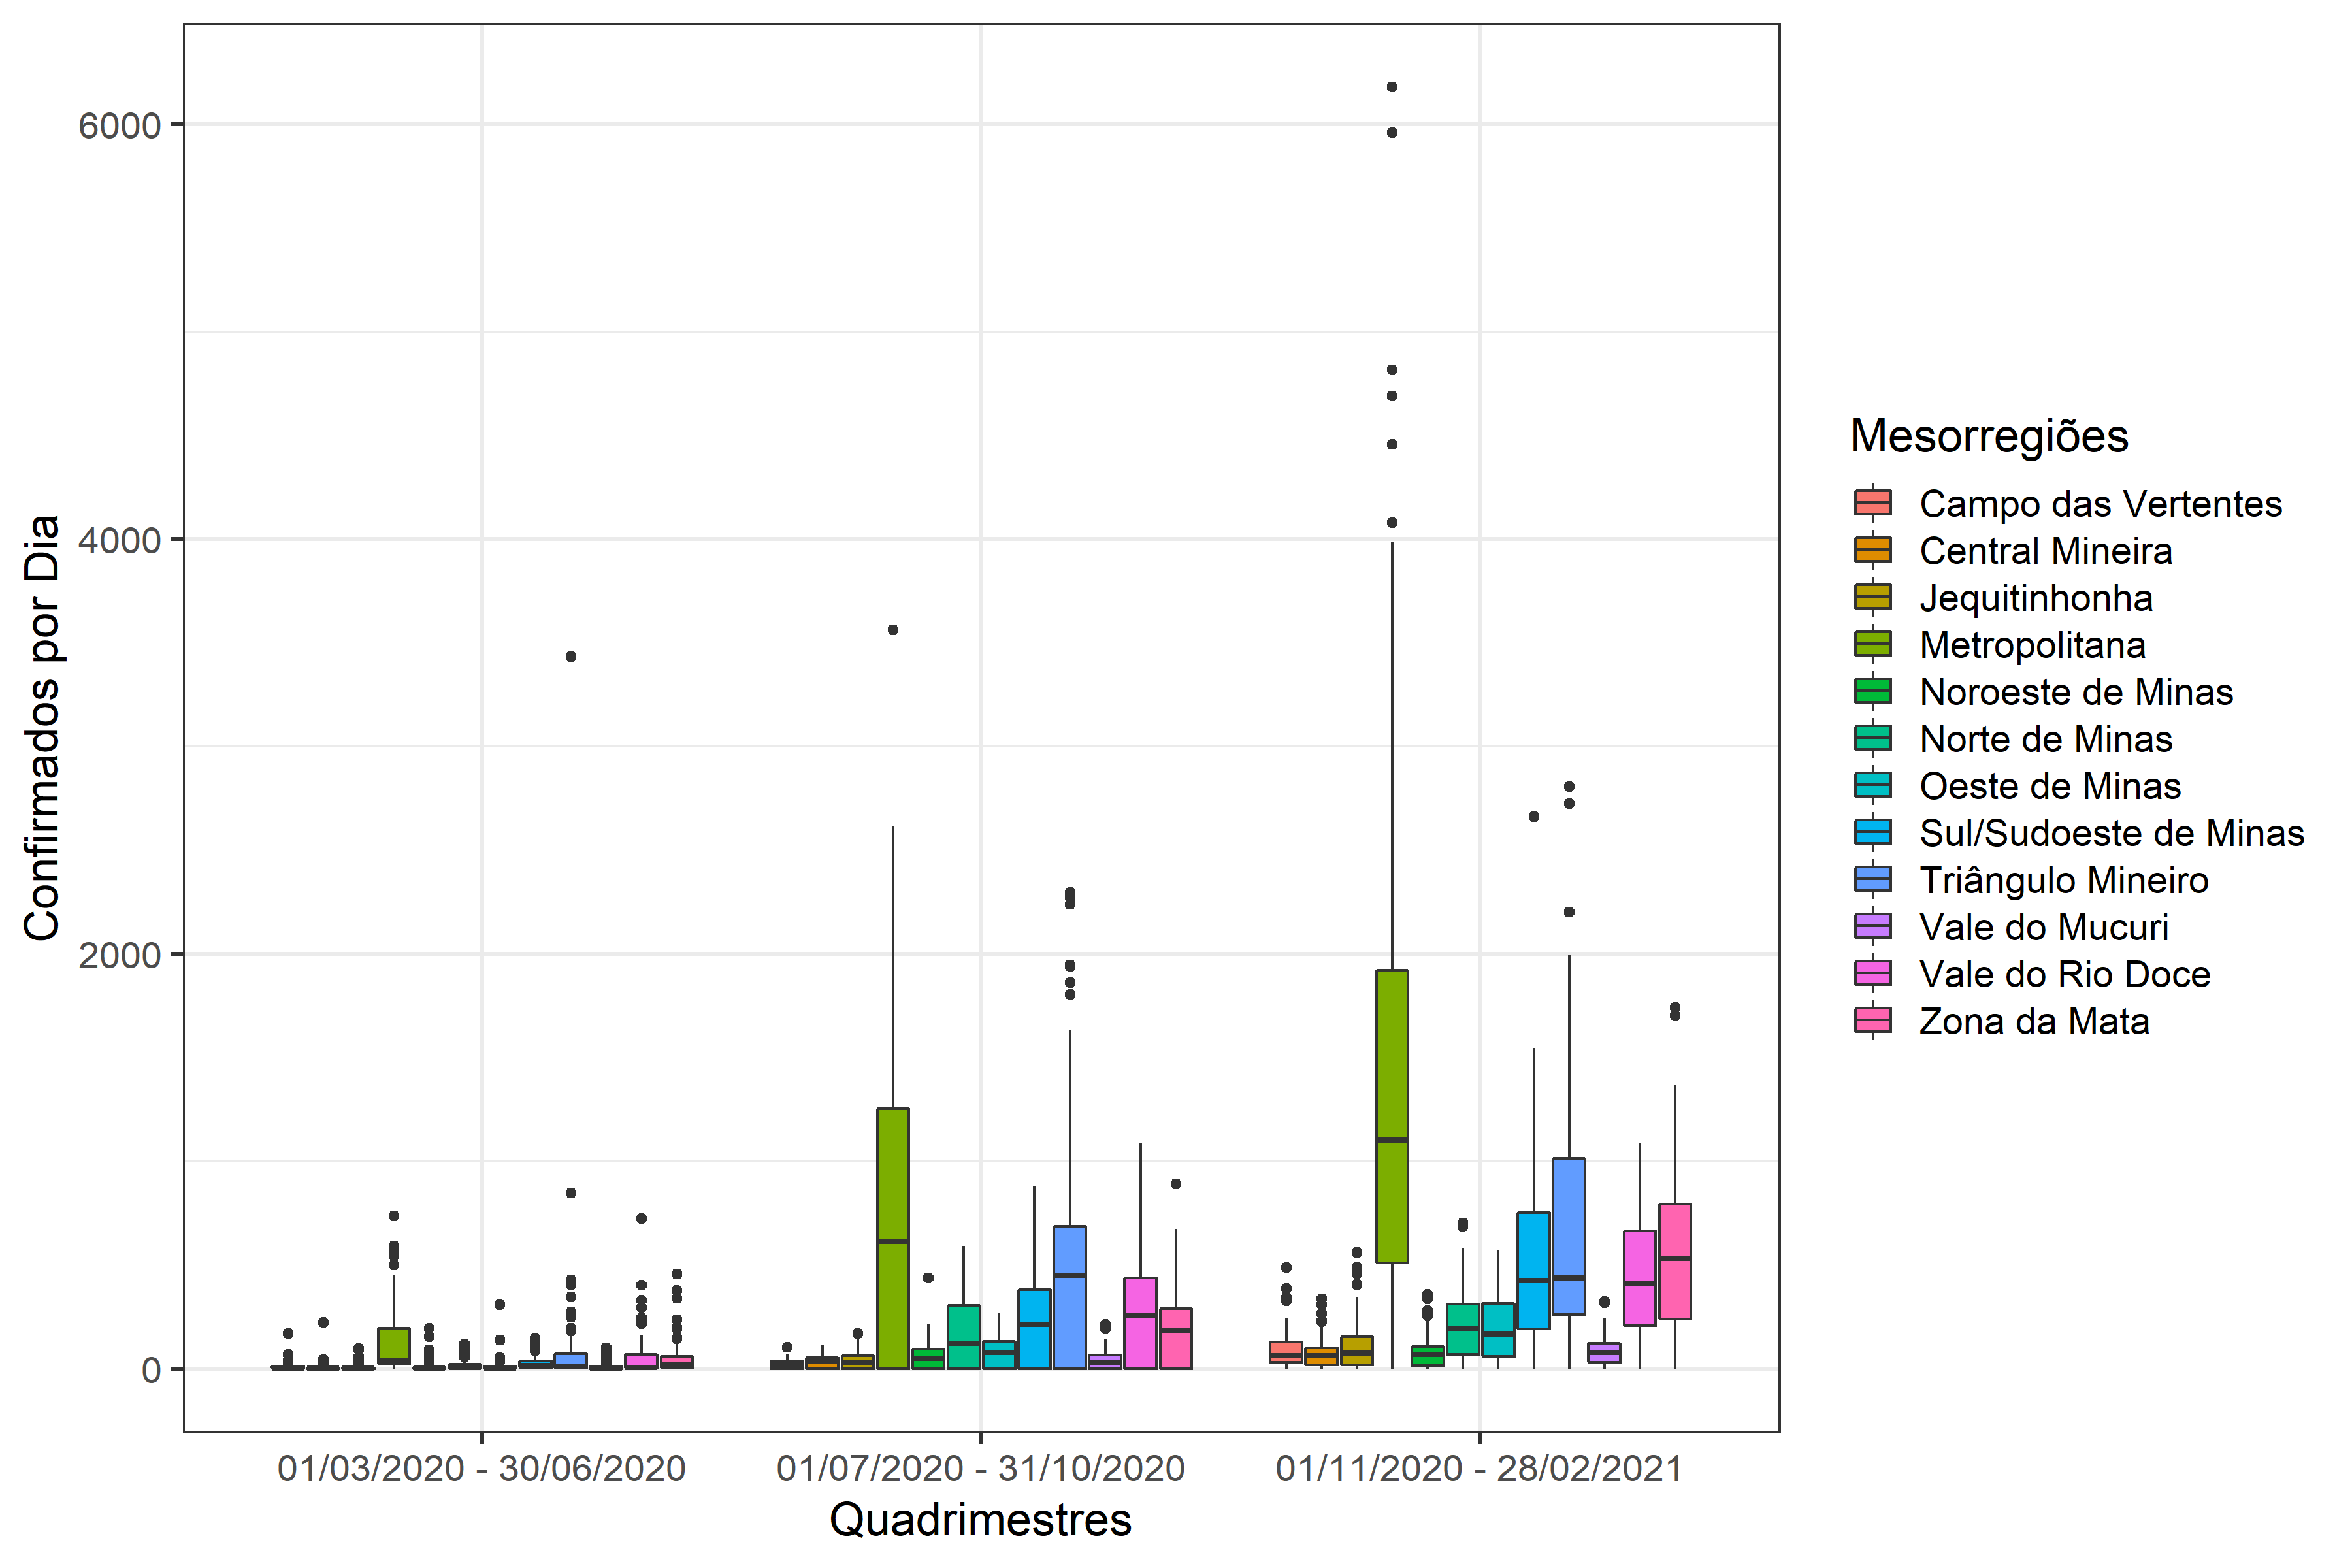 Confirmados por Dia
6000
4000
2000
0
01/03/2020 - 30/06/2020
01/07/2020 - 31/10/2020
01/11/2020 - 28/02/2021
Quadrimestres
Mesorregiões
Campo das Vertentes
Central Mineira
Jequitinhonha
Metropolitana
Noroeste de Minas
Norte de Minas
Oeste de Minas
Sul/Sudoeste de Minas
Triângulo Mineiro
Vale do Mucuri
Vale do Rio Doce
Zona da Mata